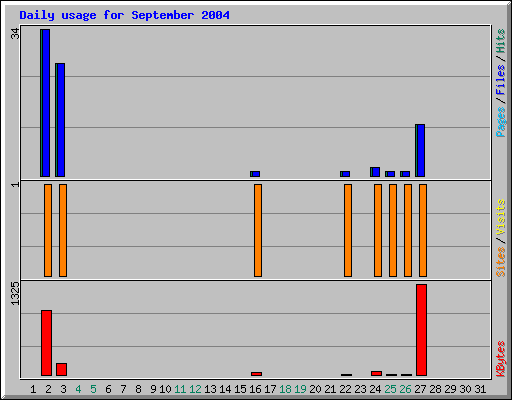 Daily usage for September 2004
34
Pages / Files / Hits
1
Sites / Visits
1325
KBytes
1 2 3 4 5 6 7 8 9 10 11 12 13 14 15 16 17 18 19 20 21 22 23 24 25 26 27 28 29 30 31